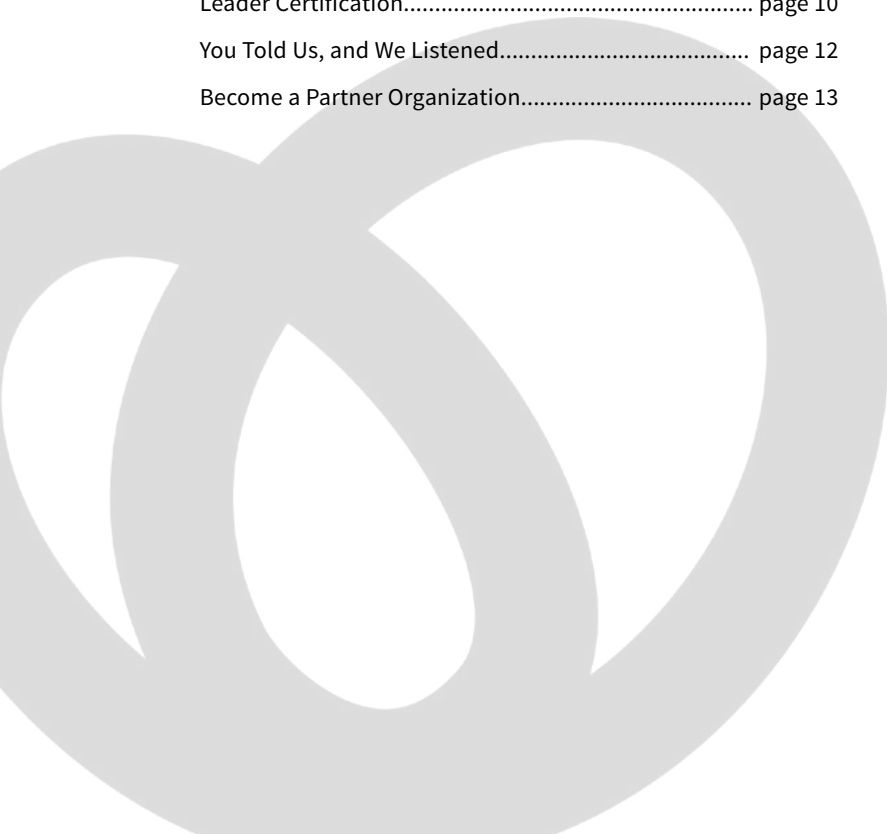 Leader Certification........................................................ page 10
You Told Us, and We Listened........................................ page 12
Become a Partner Organization..................................... page 13